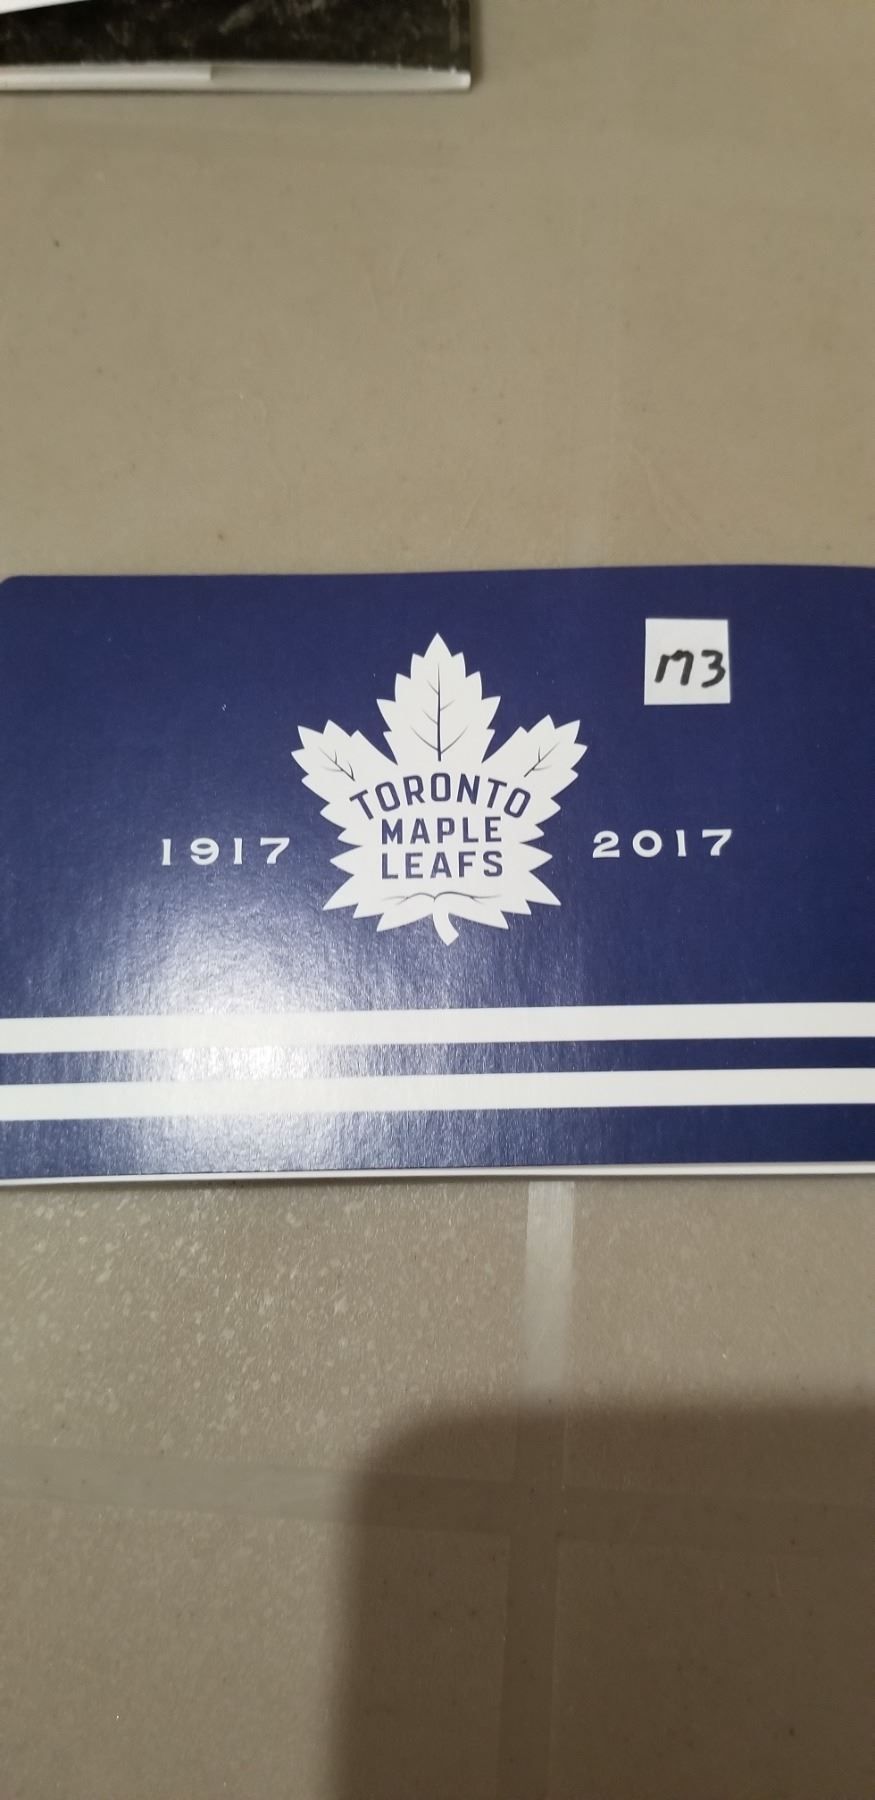 173
TORONTO
MAPLE
LEAFS
1917
2017